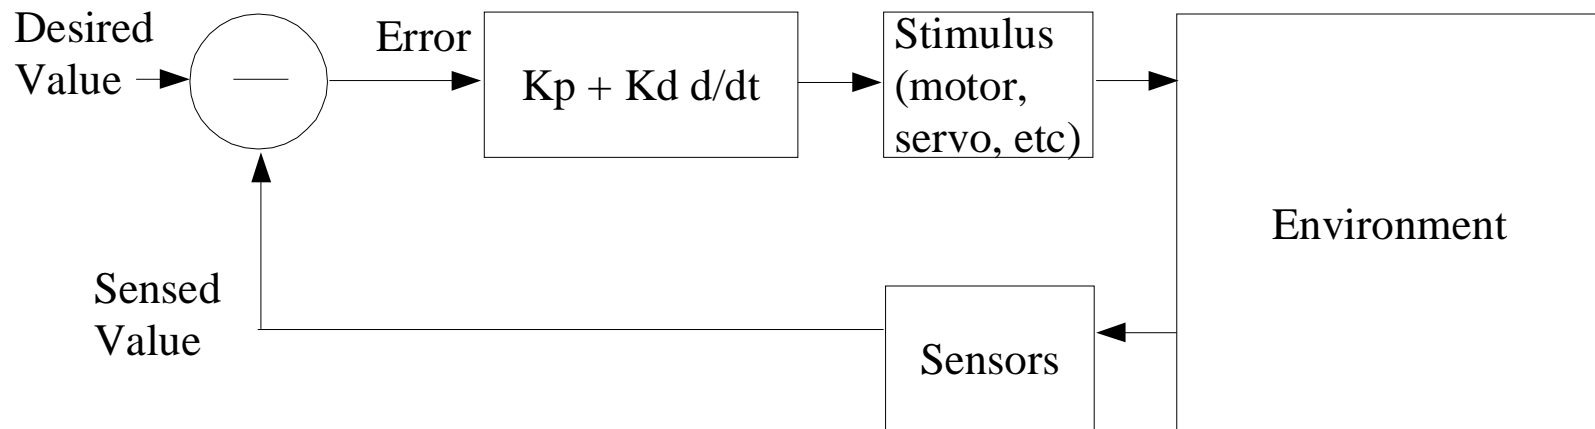 Desired
Value
—
Error
Kp + Kd d/dt
Stimulus
(motor,
servo, etc)
Environment
Sensed
Value
Sensors